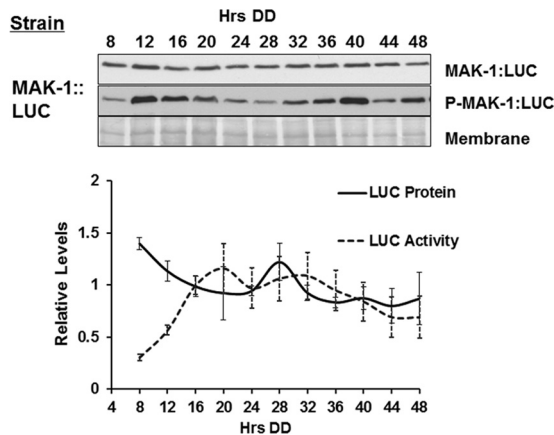 Hrs DD
Strain
8 12 16 20 24 28 32 36 40 44 48
MAK-1::
LUC
MAK-1:LUC
P-MAK-1:LUC
Membrane
2
1.5
1
0.5
0
Relative Levels
LUC Protein
LUC Activity
4 8 12 16 20 24 28 32 36 40 44 48
Hrs DD